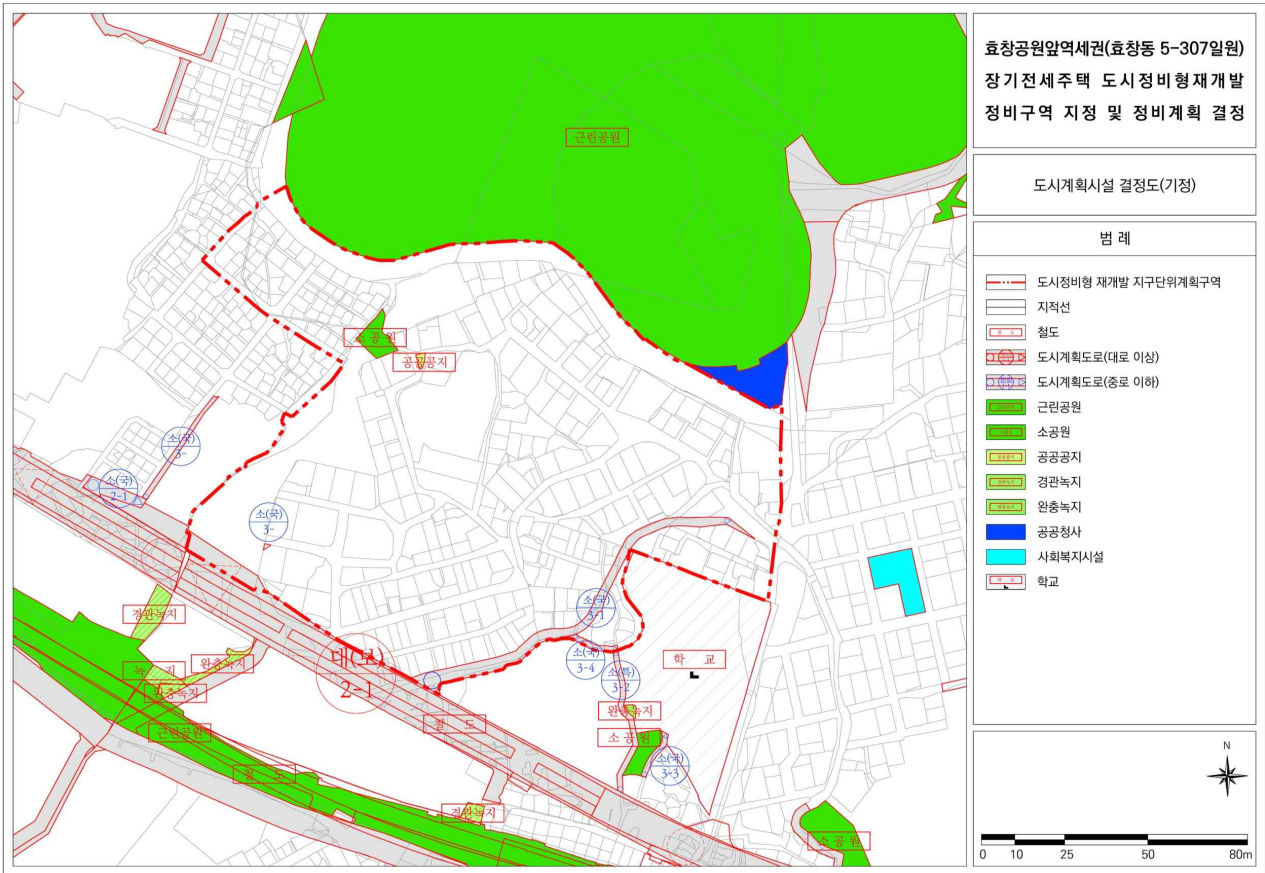 효창공원앞역세권(효창동 5-307일원)
장기전세주택 도시정비형재개발
정비구역 지정 및 정비계획 결정
도시계획시설 결정도(기정)
범 례
도시정비형 재개발 지구단위계획구역
지적선
철도
도시계획도로(대로 이상)
도시계획도로(중로 이하)
근린공원
소공원
공공공지
경관녹지
완충녹지
공공청사
사회복지시설
학교
N
0 10 25 50 80m
근린공원
소 공 원
공공공지
소(국)
3-
소(국)
2-1
소(국)
3-
경관녹지
완충녹지
녹 지
완충녹지
근린공원
철 도
대(보)
2-1
철 도
경관녹지
소(국)
3-1
소(국)
3-4
소(특)
3-2
학 교
완충녹지
소 공 원
소(국)
3-3
소 공 원